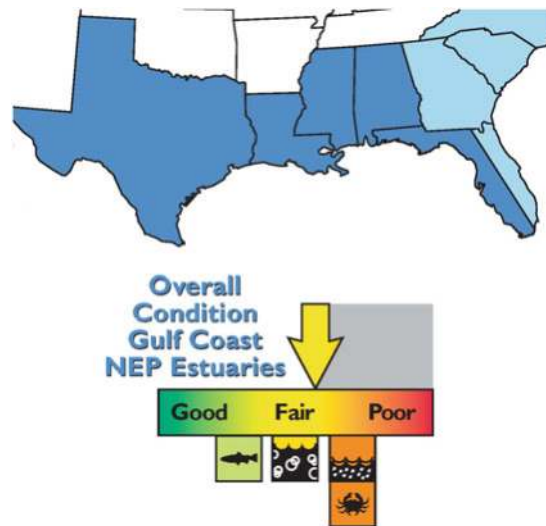 Overall
Condition
Gulf Coast
NEP Estuaries
Good Fair Poor